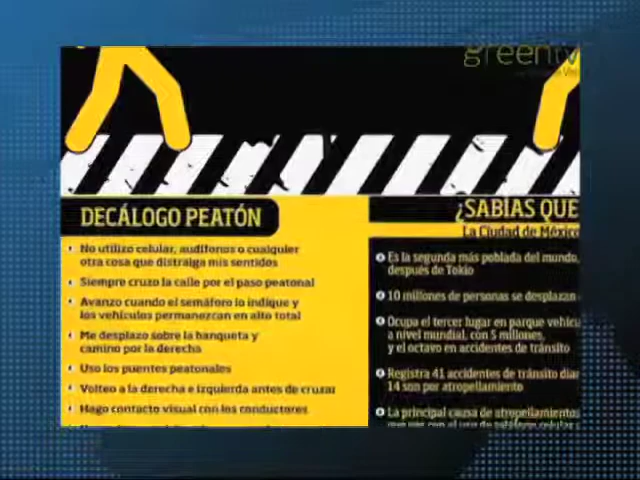 greentv
DECÁLOGO PEATÓN
No utilizo celular, audífonos o cualquier
otra cosa que distraiga mis sentidos
Siempre cruzo la calle por el paso peatonal
Avanzo cuando el semáforo lo indique y
los vehículos permanezcan en alto total
Me desplazo sobre la banqueta y
camino por la derecha
Uso los puentes peatonales
Volteo a la derecha e izquierda antes de cruzar
Hago contacto visual con los conductores
¿SABÍAS QUE
La Ciudad de México
Es la segunda más poblada del mundo,
después de Tokio
10 millones de personas se desplazan
Ocupa el tercer lugar en parque vehicu
a nivel mundial, con 5 millones,
y el octavo en accidentes de tránsito
Registra 41 accidentes de tránsito diar
14 son por atropellamiento
La principal causa de atropellamiento